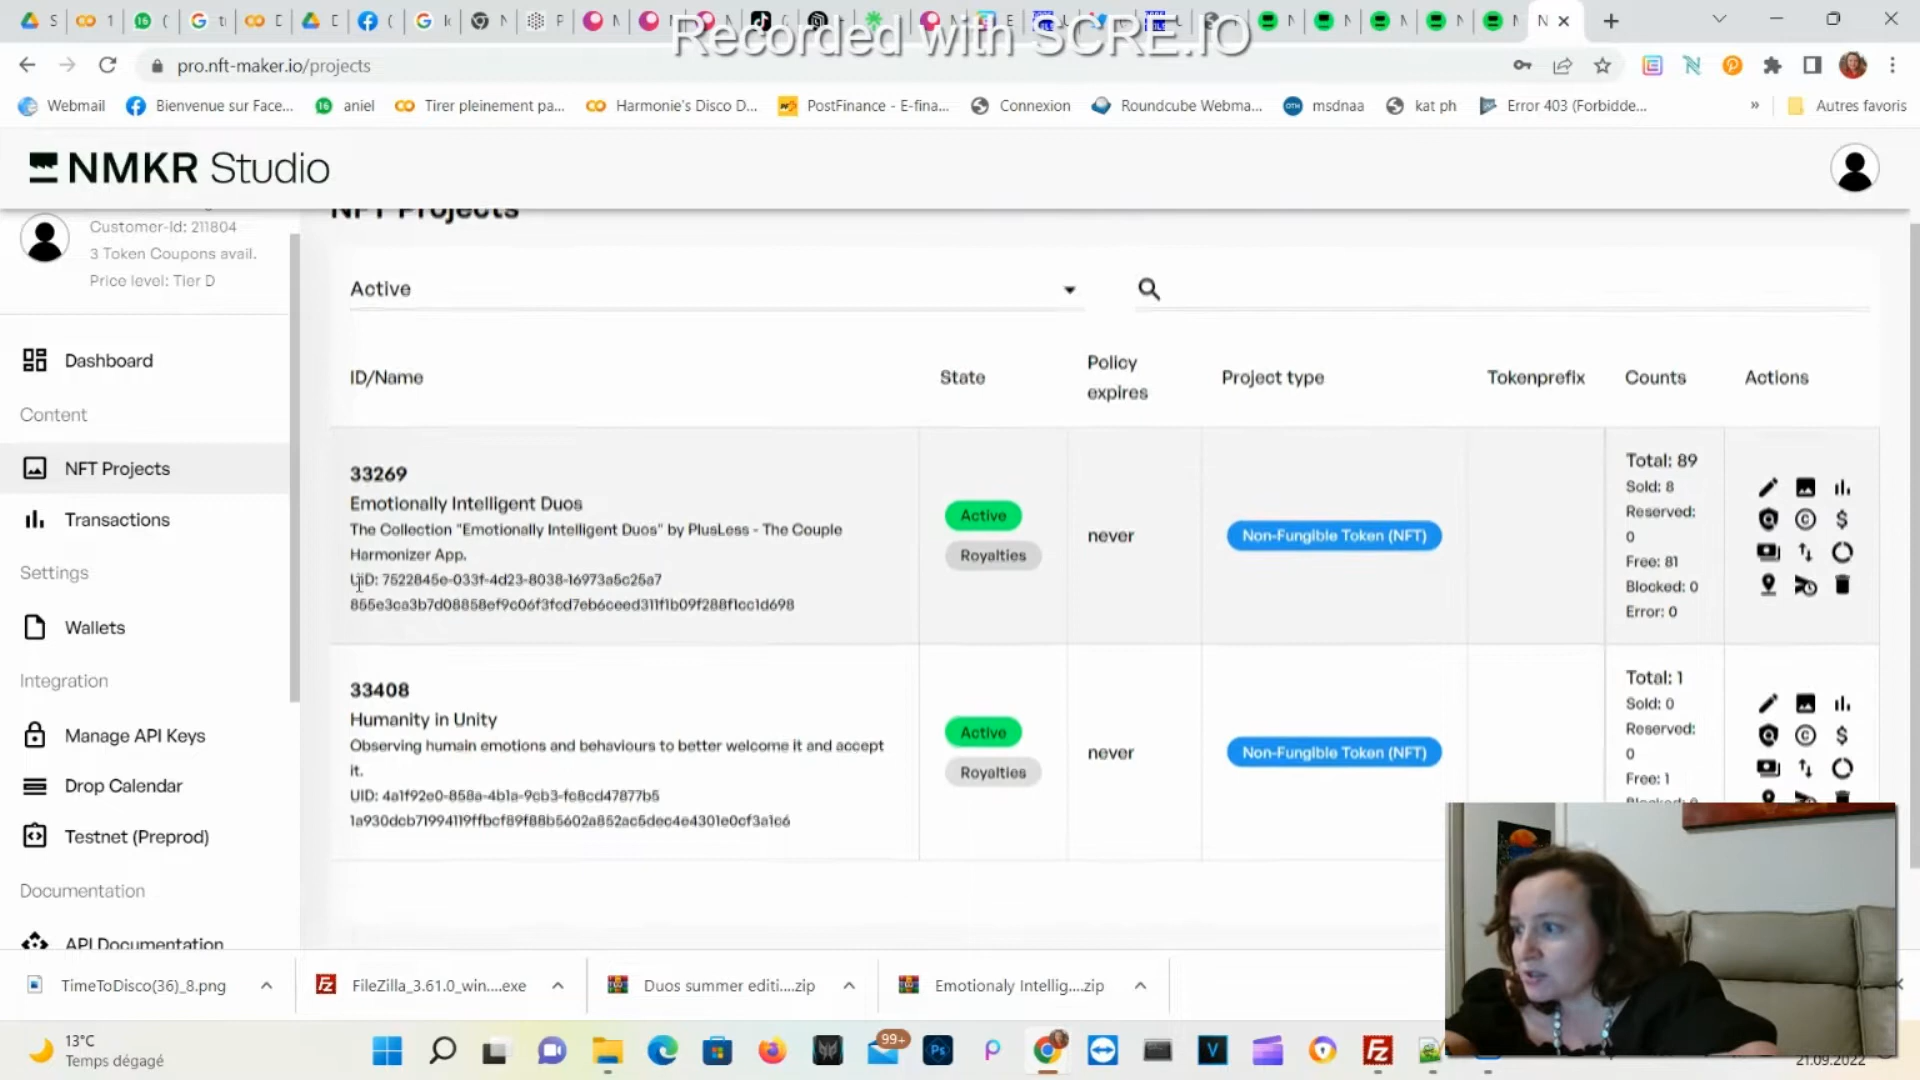 Recorded with SCRE.IO
pro.nft-maker.io/projects
Webmail
Bienvenue sur Face...
aniel
Tirer pleinement pa...
Harmonie's Disco D...
PostFinance - E-fina...
Connexion
Roundcube Webma...
msdnaa
kat ph
Error 403 (Forbidde...
»
Autres favoris
NMKR Studio
Customer-Id: 211804
3 Token Coupons avail.
Price level: Tier D
Dashboard
Content
NFT Projects
Transactions
Settings
Wallets
Integration
Manage API Keys
Drop Calendar
Testnet (Preprod)
Documentation
API Documentation
NFT Projects
Active
ID/Name
State
Policy
expires
Project type
Tokenprefix
Counts
Actions
33269
Emotionally Intelligent Duos
The Collection "Emotionally Intelligent Duos" by PlusLess - The Couple
Harmonizer App.
UID: 7522845e-033f-4d23-8038-16973a5c25a7
Active
Royalties
never
Non-Fungible Token (NFT)
Total: 89
Sold: 8
Reserved:
0
Free: 81
Blocked: 0
Error: 0
33408
Humanity in Unity
Observing human emotions and behaviours to better welcome it and accept
it.
UID: 4a1f92e0-858a-4b1a-9cb3-fc8cd47877b5
Active
Royalties
never
Non-Fungible Token (NFT)
Total: 1
Sold: 0
Reserved:
0
Free: 1
TimeToDisco(36)_8.png
FileZilla_3.61.0_win....exe
Duos summer editi....zip
Emotionaly Intellig....zip
13°C
Temps dégagé
99+
21.09.2022